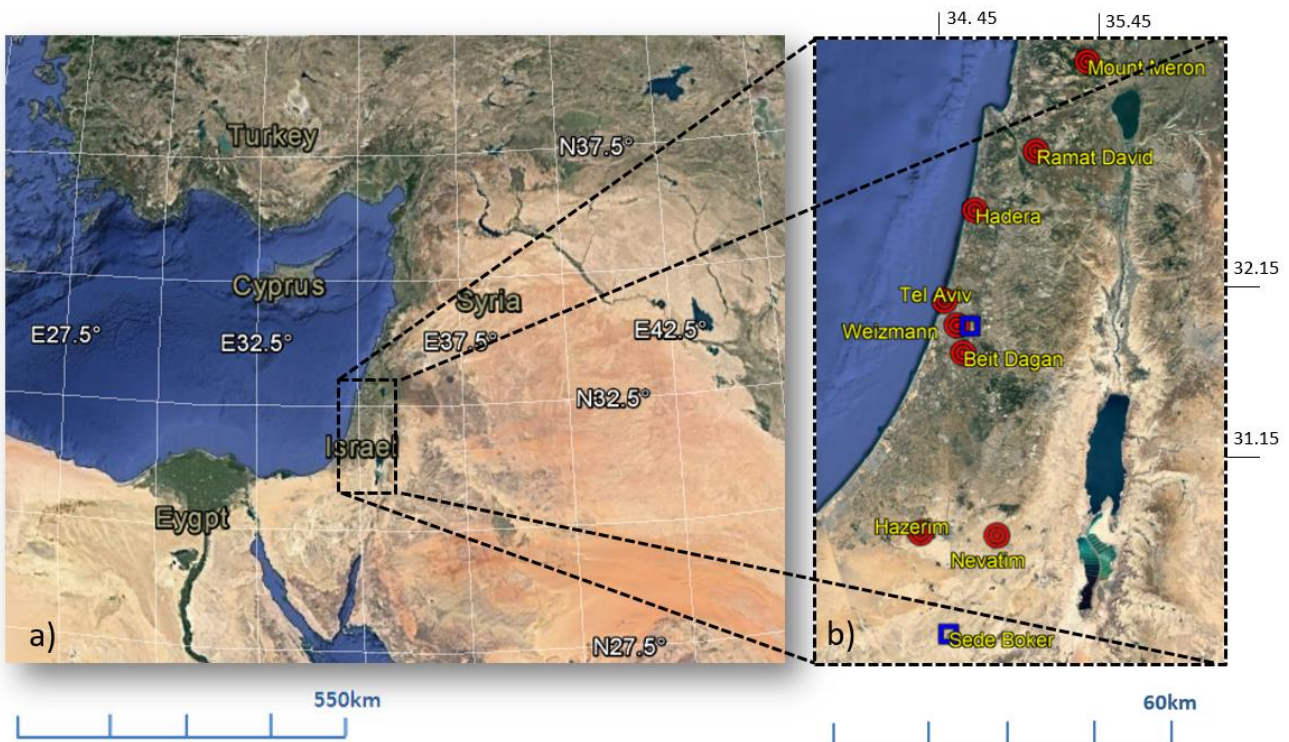 34. 45
35.45
Mount Meron
Turkey
N37.5°
Ramat David
Hadera
32.15
Cyprus
Syria
Tel Aviv
E27.5°
E32.5°
E37.5°
E42.5°
Weizmann
Beit Dagan
N32.5°
31.15
Israel
Eygpt
Hazerim
Nevatim
a)
N27.5°
b)
Sede Boker
550km
60km